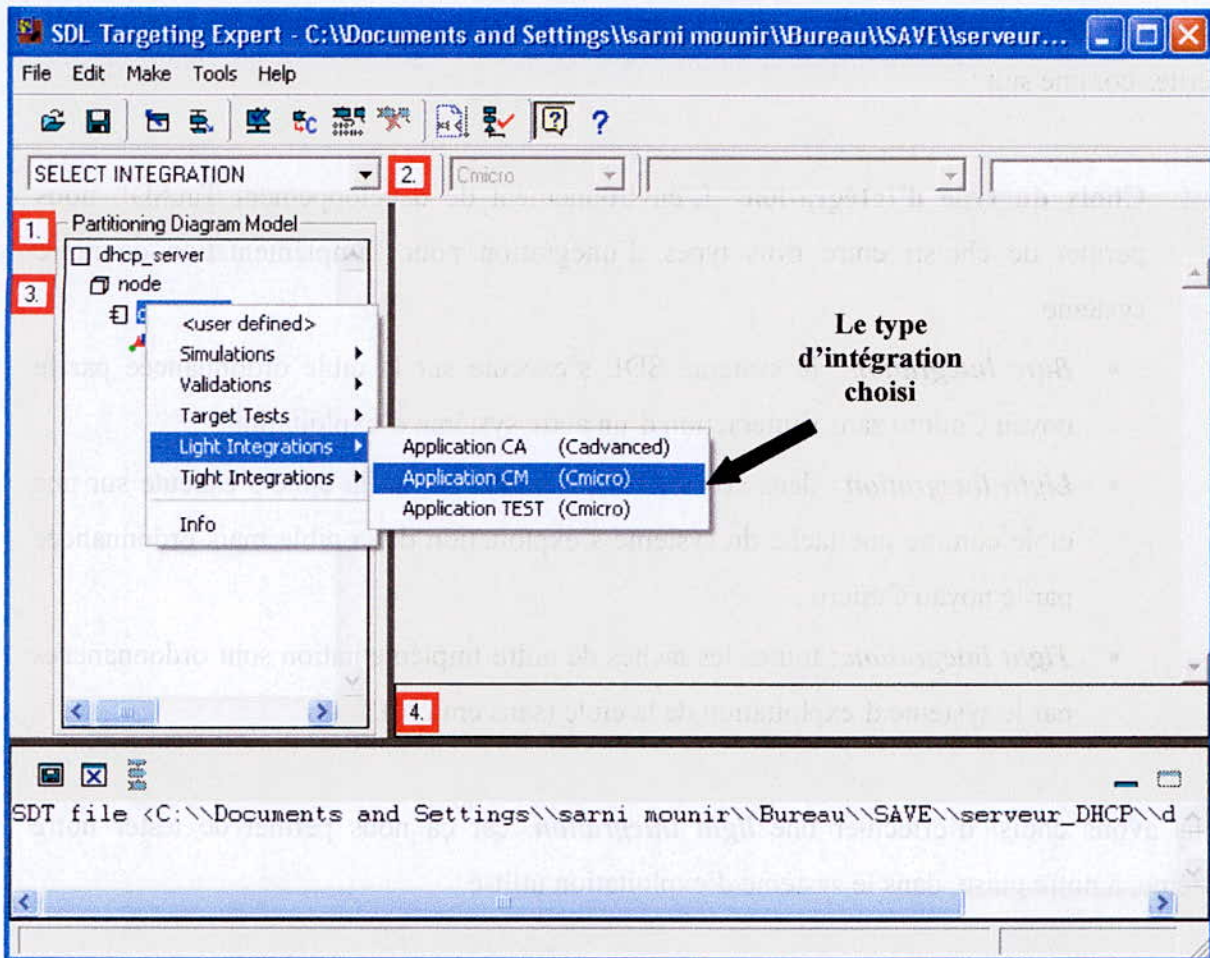 SDL Targeting Expert - C:\\Documents and Settings\\sarni mounir\\Bureau\\SAVE\\serveur...
File Edit Make Tools Help
SELECT INTEGRATION
2.
Cmicro
1.
Partitioning Diagram Model
dhcp_server
3.
node
<user defined>
Simulations
Validations
Target Tests
Light Integrations
Tight Integrations
Info
Application CA (Cadvanced)
Application CM (Cmicro)
Application TEST (Cmicro)
Le type
d'intégration
choisi
4.
SDT file <C:\\Documents and Settings\\sarni mounir\\Bureau\\SAVE\\serveur_DHCP\\d